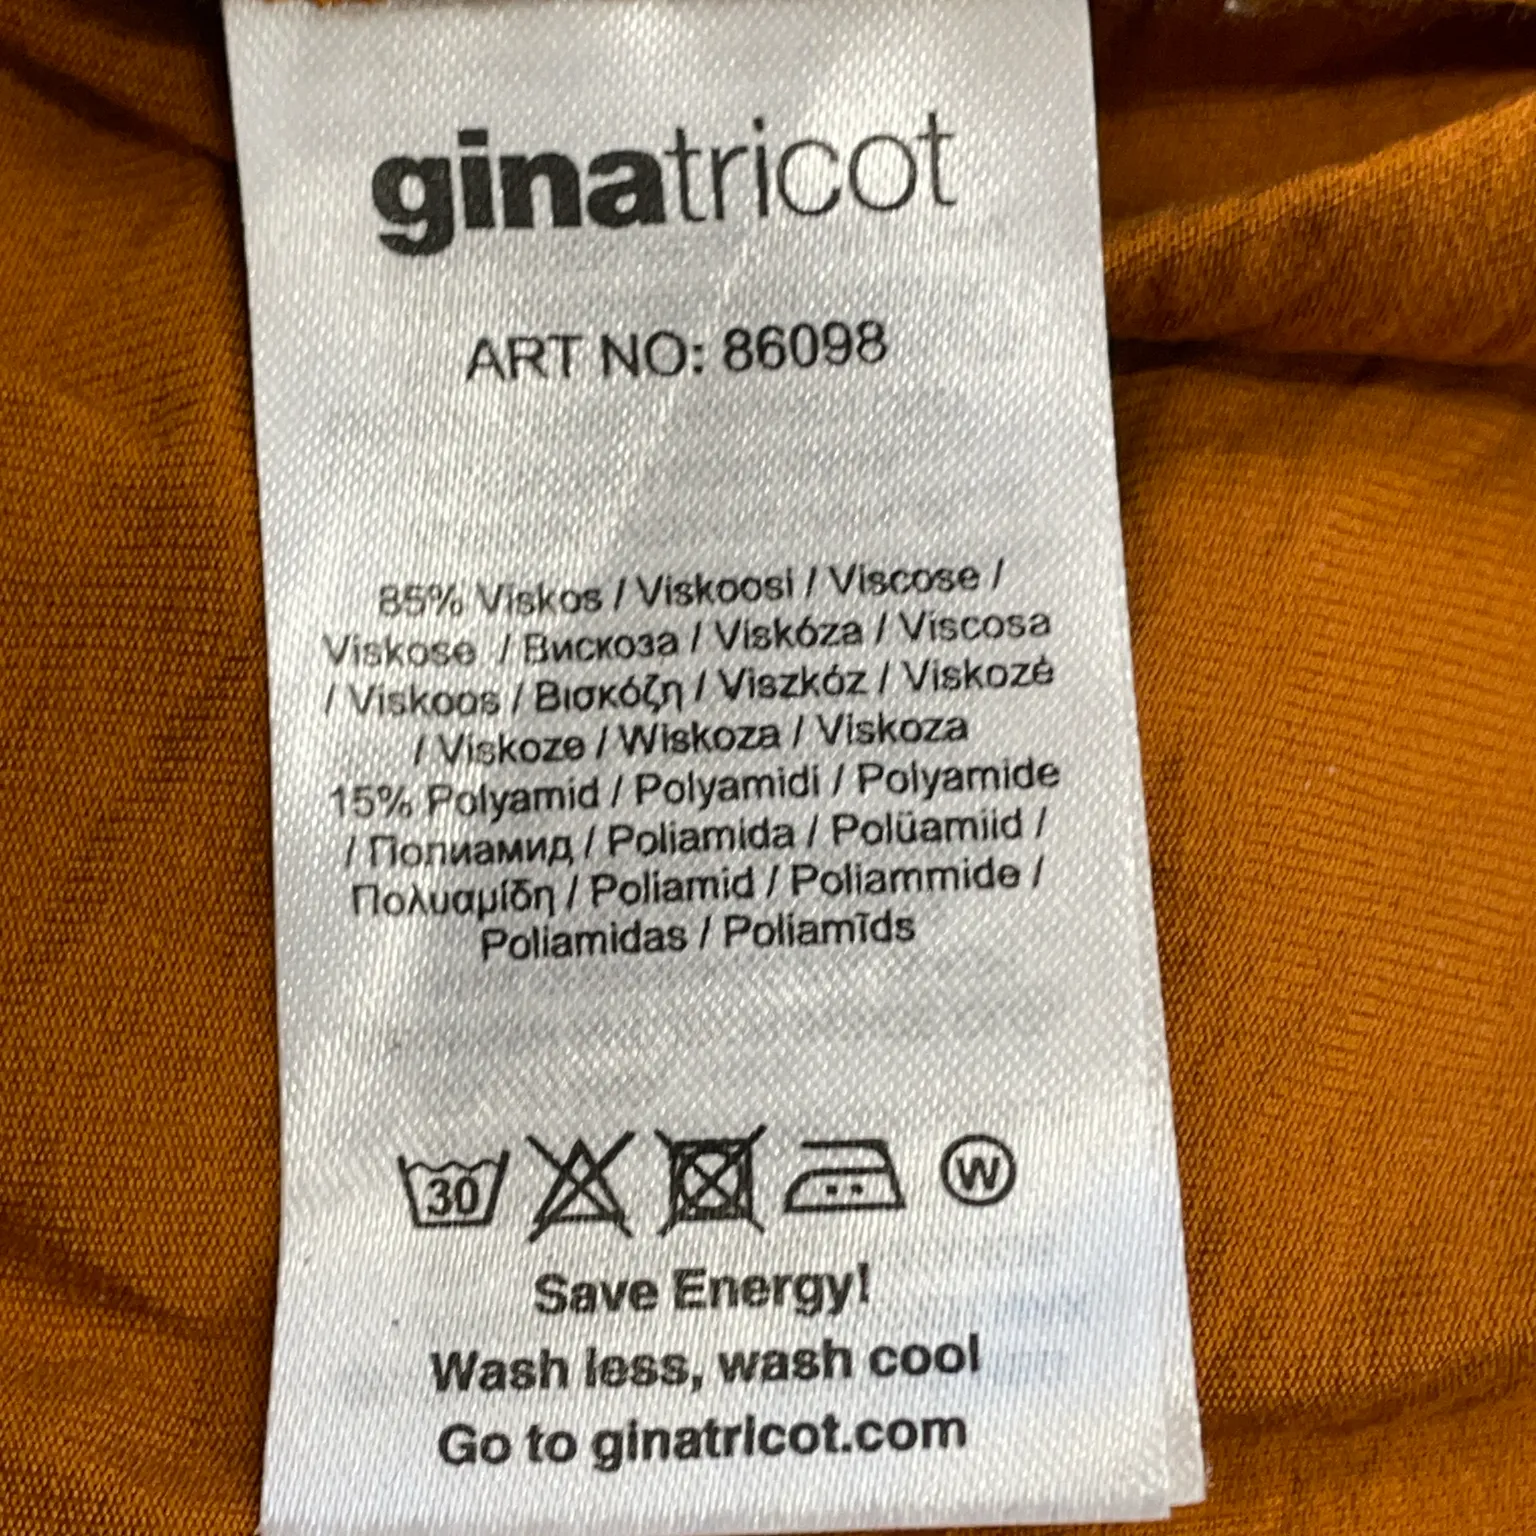 ginatricot
ART NO: 86098
85% Viskos / Viskoosi / Viscose /
Viskose / Вискоза / Viskóza / Viscosa
/ Viskoos / Βισκόζη / Viszkóz / Viskozė
/ Viskoze / Wiskoza / Viskoza
15% Polyamid / Polyamidi / Polyamide
/ Полиамид / Poliamida / Polüamiid /
Πολυαμίδη / Poliamid / Poliammide /
Poliamidas / Poliamīds
30 W
Save Energy!
Wash less, wash cool
Go to ginatricot.com